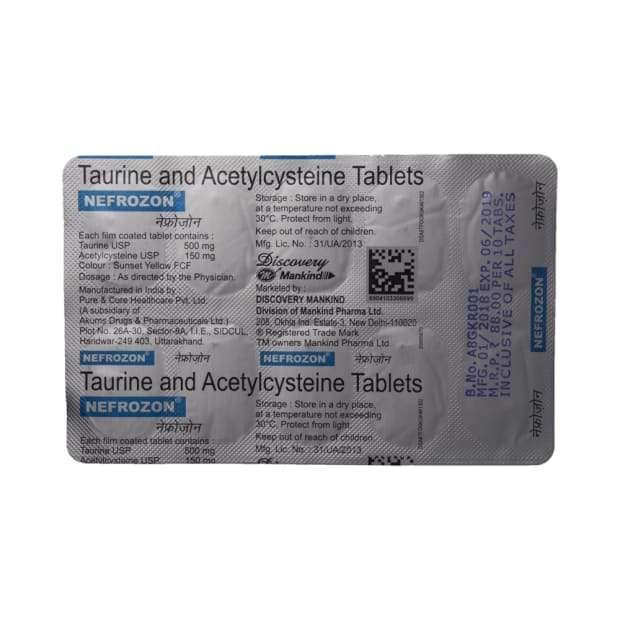 Taurine and Acetylcysteine Tablets
NEFROZON®
नेफ्रोजोन
Each film coated tablet contains :
Taurine USP 500 mg
Acetylcysteine USP 150 mg
Colour : Sunset Yellow FCF
Dosage : As directed by the Physician.
Manufactured in India by :
Pure & Cure Healthcare Pvt. Ltd.
(A subsidiary of
Akums Drugs & Pharmaceuticals Ltd.)
Plot No. 26A-30, Sector-8A, I.I.E., SIDCUL,
Haridwar-249 403, Uttarakhand.
Storage : Store in a dry place,
at a temperature not exceeding
30°C. Protect from light.
Keep out of reach of children.
Mfg. Lic. No. : 31/UA/2013
Discovery
Mankind
Marketed by :
DISCOVERY MANKIND
Division of Mankind Pharma Ltd.
208, Okhla Ind. Estate-3, New Delhi-110020
® Registered Trade Mark
TM owners Mankind Pharma Ltd.
NEFROZON® नेफ्रोजोन NEFROZON® नेफ्रोजोन
Taurine and Acetylcysteine Tablets
NEFROZON®
नेफ्रोजोन
Each film coated tablet contains :
Taurine USP 500 mg
Acetylcysteine USP 150 mg
Storage : Store in a dry place,
at a temperature not exceeding
30°C. Protect from light.
Keep out of reach of children.
Mfg. Lic. No. : 31/UA/2013
B.No. A8GKR001
MFG. 01/2018 EXP. 06/2019
M.R.P. ₹ 88.00 PER 10 TABS.
INCLUSIVE OF ALL TAXES
नेफ्रोजोन
NEFROZON®
नेफ्रोजोन